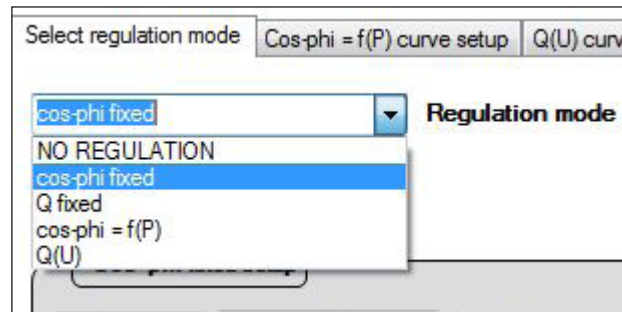 Select regulation mode Cos-phi = f(P) curve setup Q(U) curv
cos-phi fixed Regulation mode
NO REGULATION
cos-phi fixed
Q fixed
cos-phi = f(P)
Q(U)